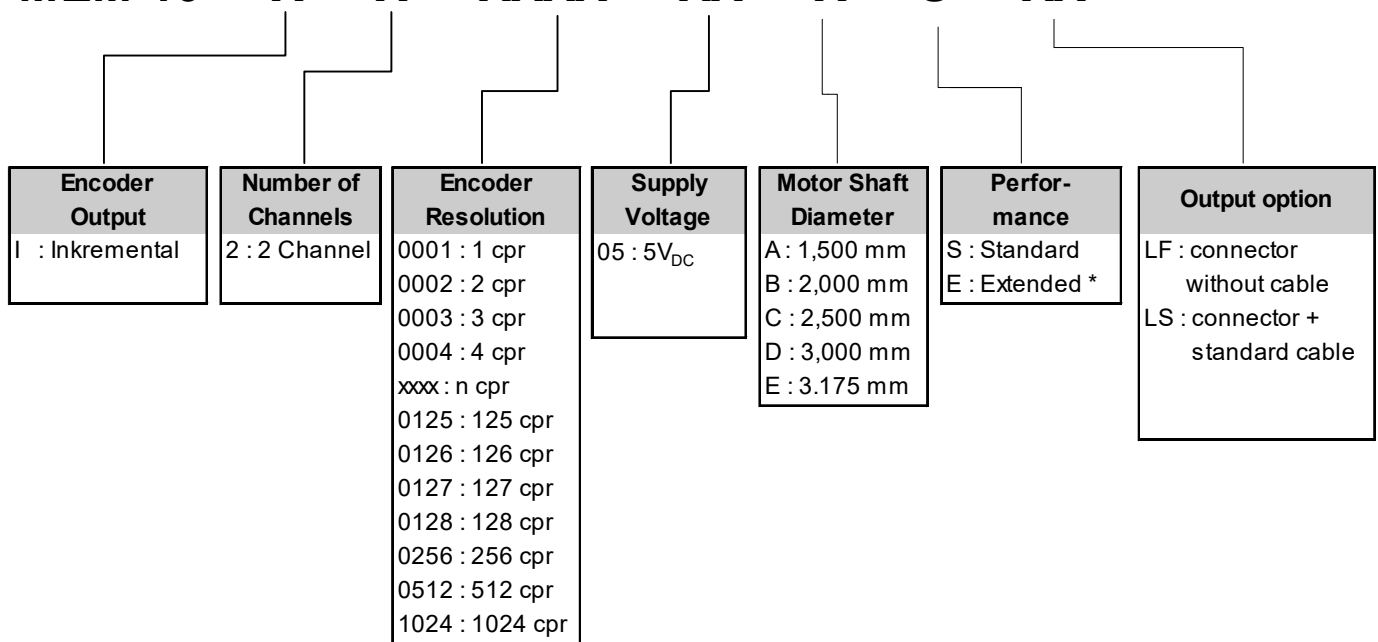 Encoder Output
I : Inkremental
Number of Channels
2 : 2 Channel
Encoder Resolution
0001 : 1 cpr
0002 : 2 cpr
0003 : 3 cpr
0004 : 4 cpr
xxxx : n cpr
0125 : 125 cpr
0126 : 126 cpr
0127 : 127 cpr
0128 : 128 cpr
0256 : 256 cpr
0512 : 512 cpr
1024 : 1024 cpr
Supply Voltage
05 : 5VDC
Motor Shaft Diameter
A : 1,500 mm
B : 2,000 mm
C : 2,500 mm
D : 3,000 mm
E : 3.175 mm
Perfor-
mance
S : Standard
E : Extended *
Output option
LF : connector
without cable
LS : connector +
standard cable